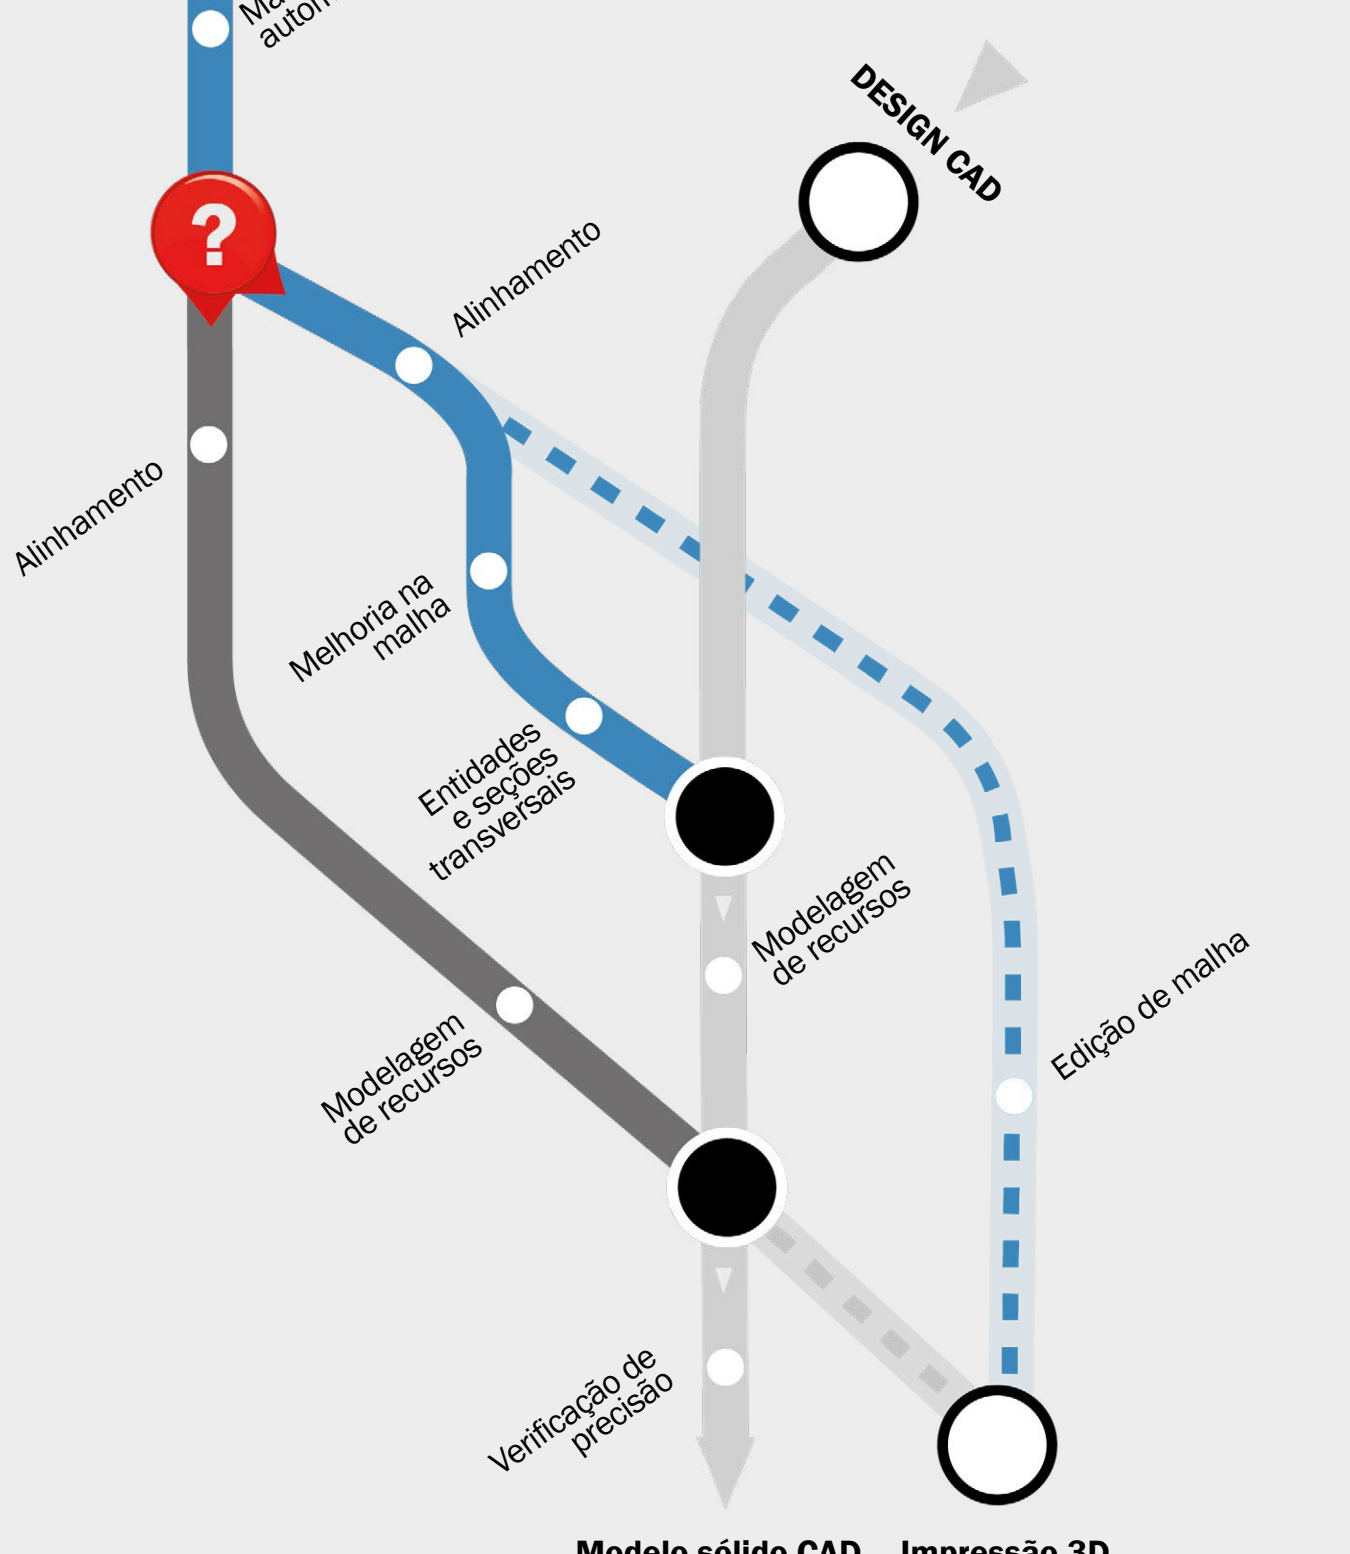 DESIGN CAD
?
Alinhamento
Alinhamento
Melhoria na
malha
Entidades
e seções
transversais
Modelagem
de recursos
Edição de malha
Modelagem
de recursos
Verificação de
precisão
Modelo sólido CAD
Impressão 3D